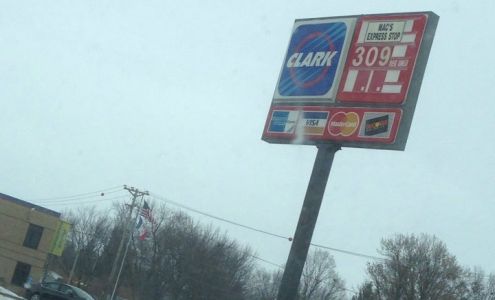 MAC'S
EXPRESS STOP
CLARK
309
VISA
MasterCard